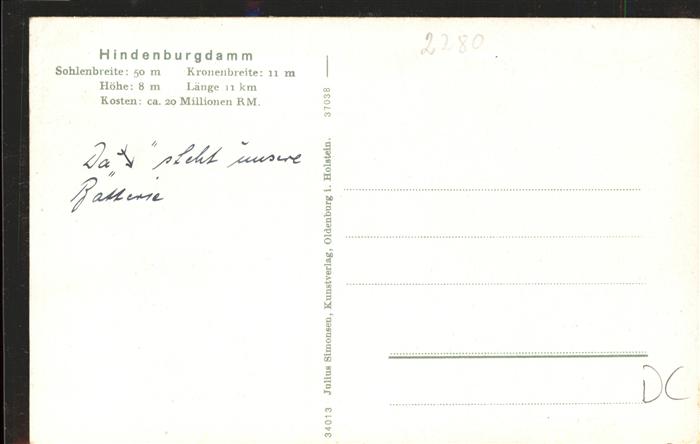 2280
Hindenburgdamm
Sohlenbreite: 50 m Kronenbreite: 11 m
Höhe: 8 m Länge 11 km
Kosten: ca. 20 Millionen RM.
Da "↘" steht unsere
Batterie
34013 Julius Simonsen, Kunstverlag, Oldenburg i. Holstein. 37038
DC